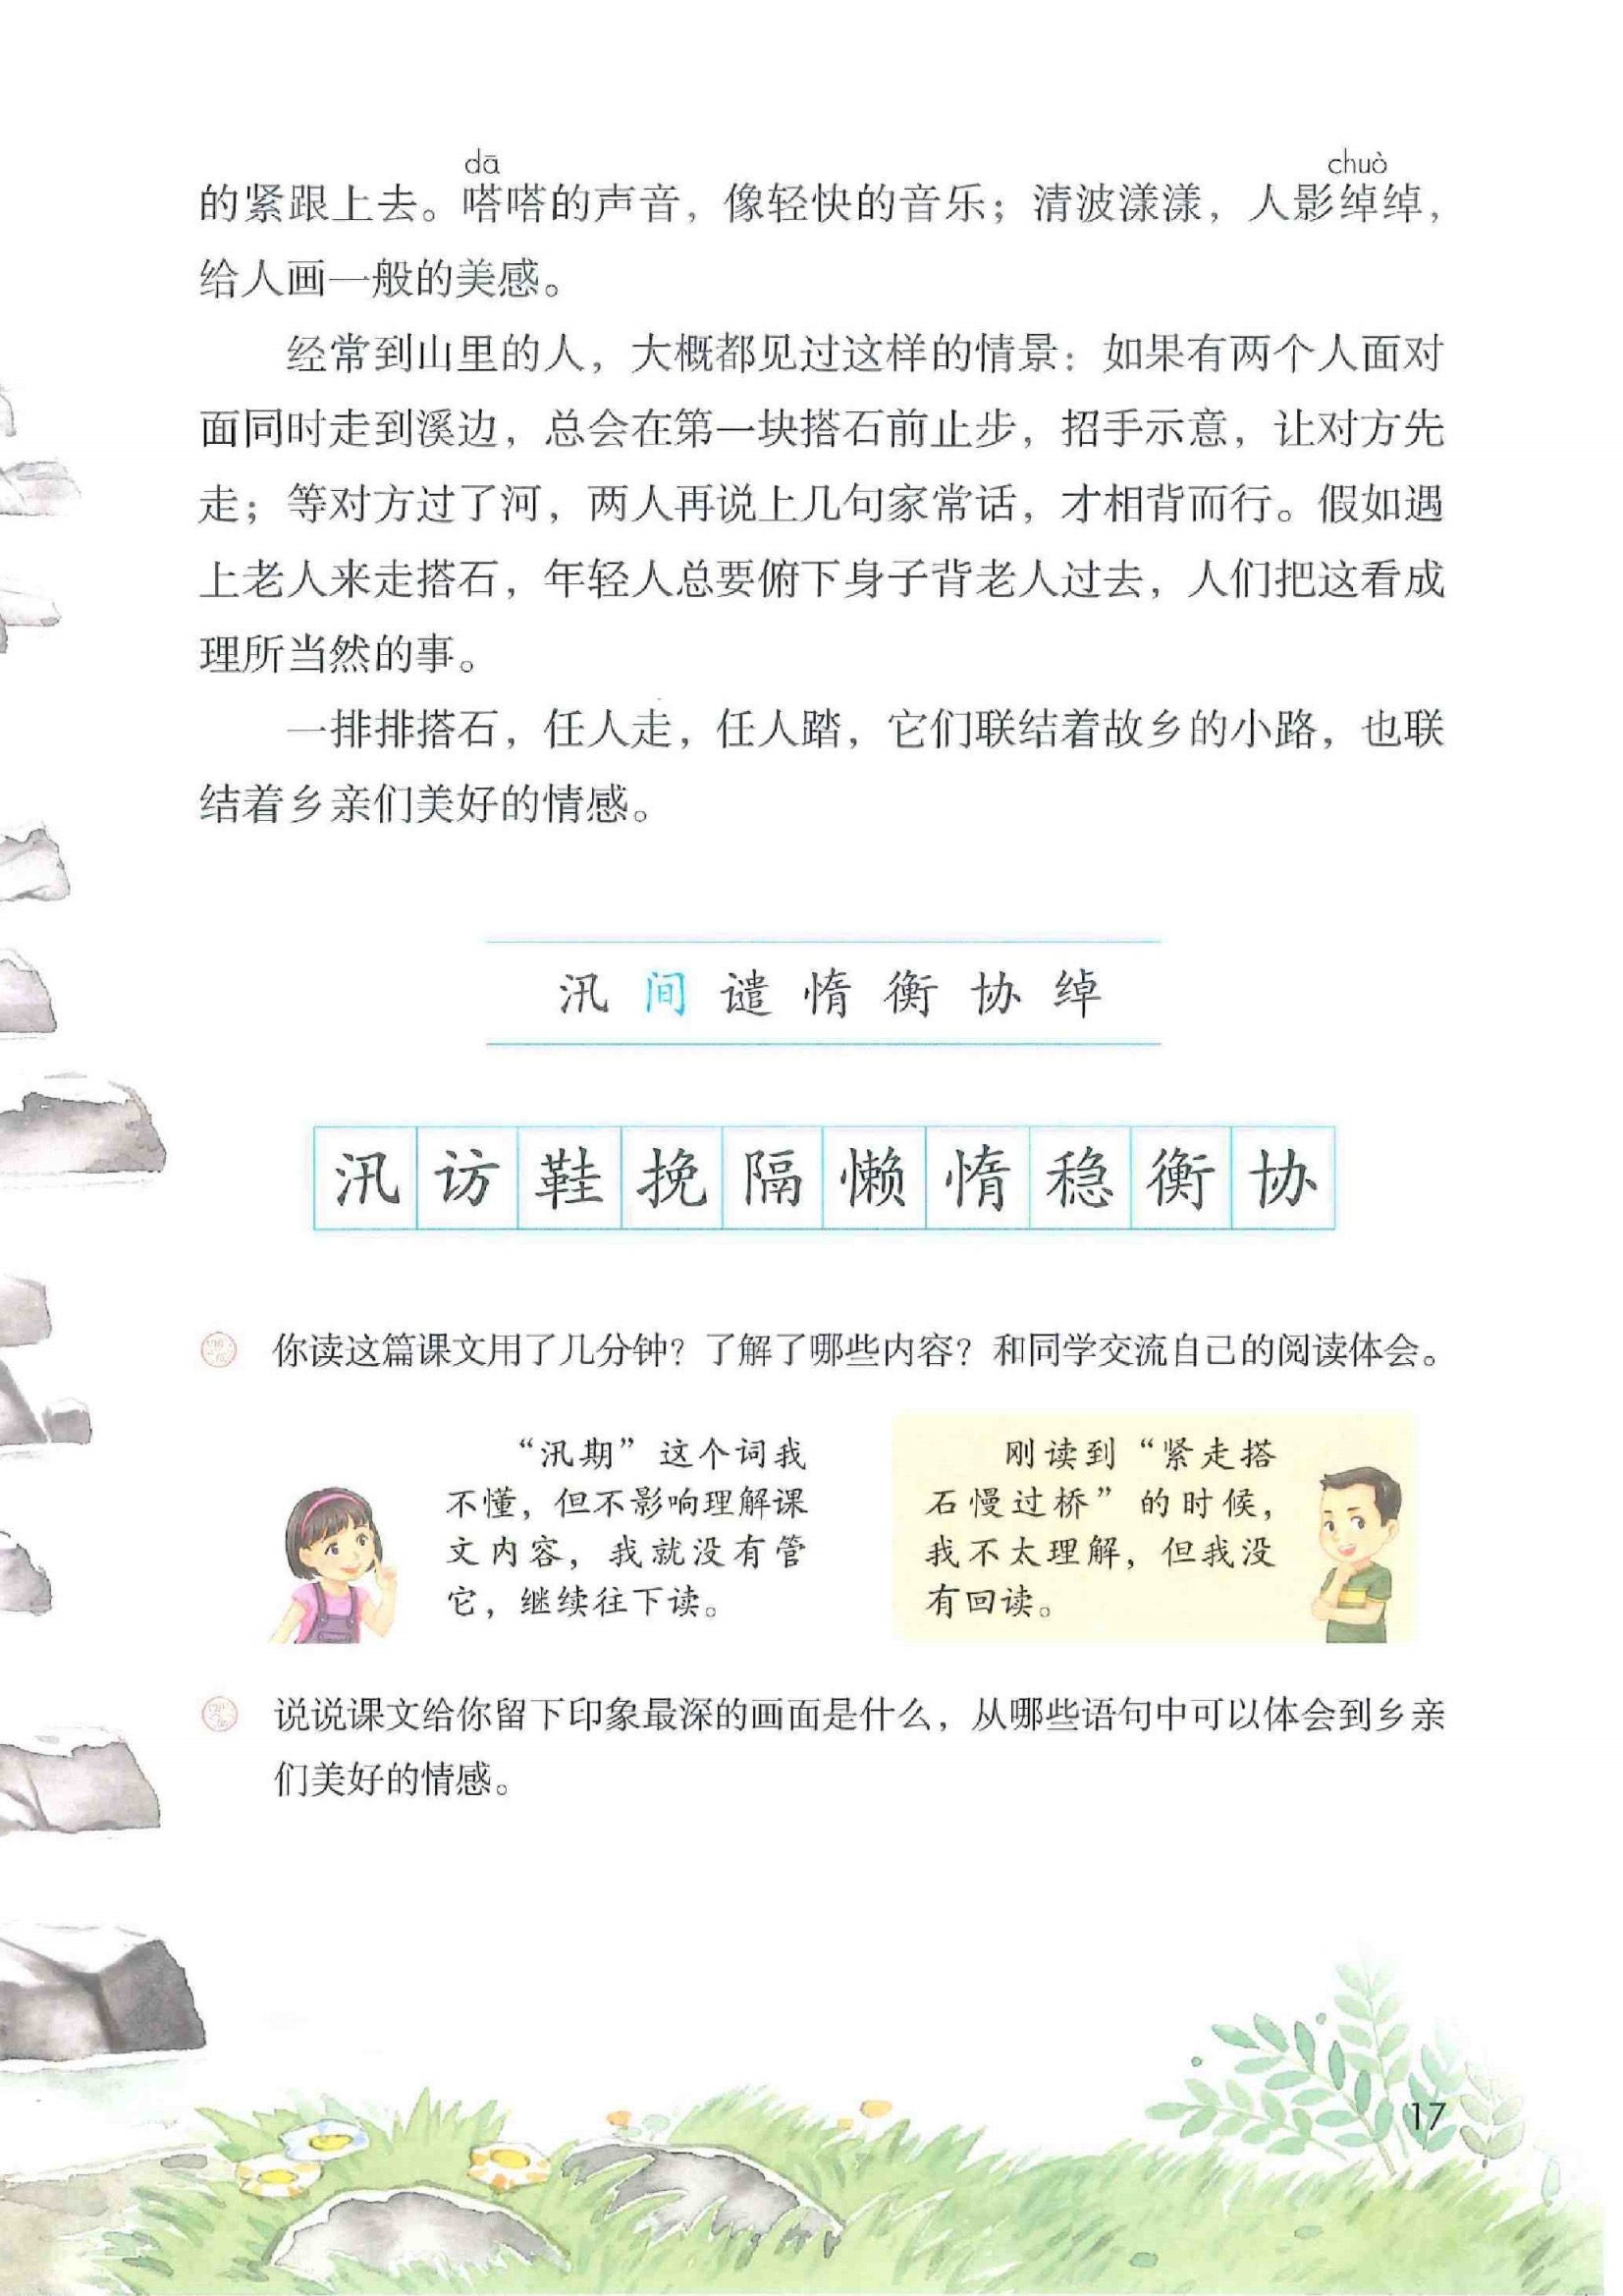 dā chuò
的紧跟上去。嗒嗒的声音，像轻快的音乐；清波漾漾，人影绰绰，
给人画一般的美感。
经常到山里的人，大概都见过这样的情景：如果有两个人面对
面同时走到溪边，总会在第一块搭石前止步，招手示意，让对方先
走；等对方过了河，两人再说上几句家常话，才相背而行。假如遇
上老人来走搭石，年轻人总要俯下身子背老人过去，人们把这看成
理所当然的事。
一排排搭石，任人走，任人踏，它们联结着故乡的小路，也联
结着乡亲们美好的情感。
汛 间 谴 惰 衡 协 绰
汛 访 鞋 挽 隔 懒 惰 稳 衡 协
你读这篇课文用了几分钟？了解了哪些内容？和同学交流自己的阅读体会。
“汛期”这个词我
不懂，但不影响理解课
文内容，我就没有管
它，继续往下读。
刚读到“紧走搭
石慢过桥”的时候，
我不太理解，但我没
有回读。
说说课文给你留下印象最深的画面是什么，从哪些语句中可以体会到乡亲
们美好的情感。
17